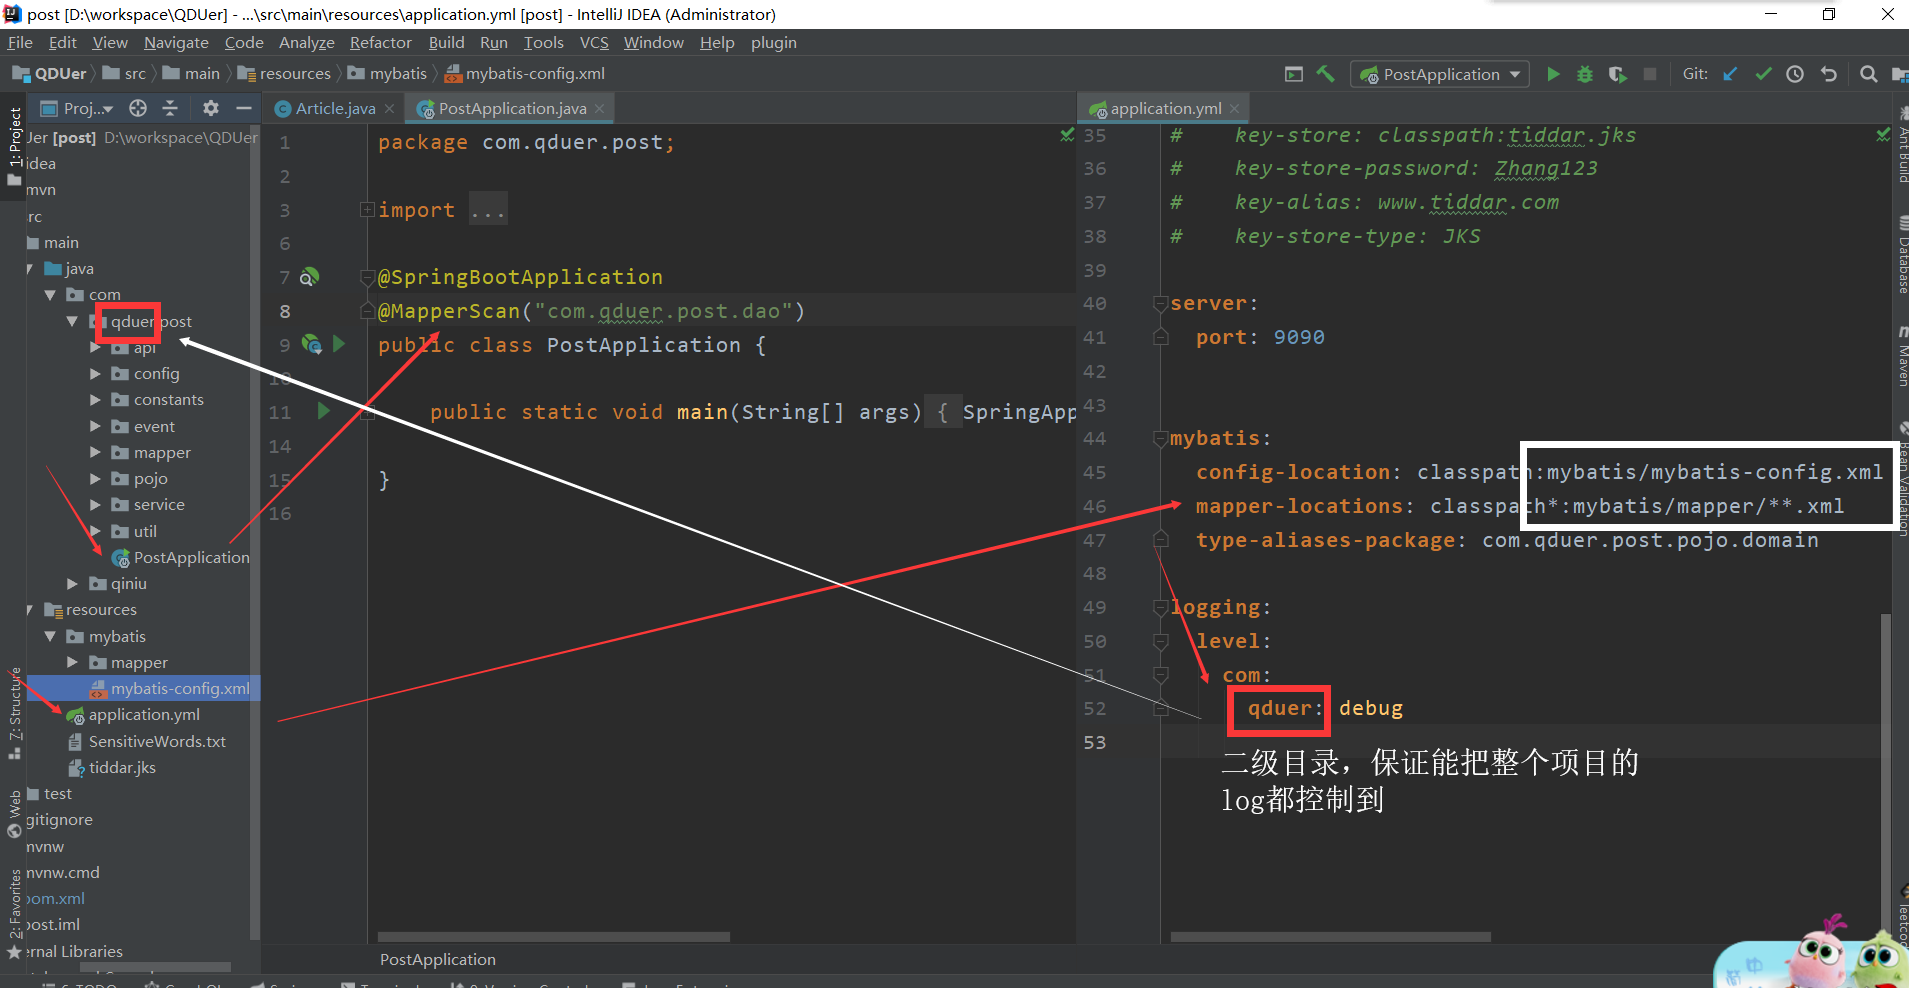 post [D:\workspace\QDUer] - ...\src\main\resources\application.yml [post] - IntelliJ IDEA (Administrator)
File Edit View Navigate Code Analyze Refactor Build Run Tools VCS Window Help plugin
QDUer src main resources mybatis mybatis-config.xml PostApplication Git:
1: Project
Proj...
Article.java PostApplication.java application.yml
Jer [post] D:\workspace\QDUer
idea
mvn
src
main
java
com
qduer.post
api
config
constants
event
mapper
pojo
service
util
PostApplication
qiniu
resources
mybatis
mapper
mybatis-config.xml
application.yml
SensitiveWords.txt
tiddar.jks
test
gitignore
mvnw
mvnw.cmd
pom.xml
post.iml
ernal Libraries
7: Structure
Web
2: Favorites
1 package com.qduer.post;
2
3 import ...
6
7 @SpringBootApplication
8 @MapperScan("com.qduer.post.dao")
9 public class PostApplication {
10
11 public static void main(String[] args) { SpringApp
14
15 }
16
PostApplication
35 # key-store: classpath:tiddar.jks
36 # key-store-password: Zhang123
37 # key-alias: www.tiddar.com
38 # key-store-type: JKS
39
40 server:
41 port: 9090
42
43
44 mybatis:
45 config-location: classpath:mybatis/mybatis-config.xml
46 mapper-locations: classpath*:mybatis/mapper/**.xml
47 type-aliases-package: com.qduer.post.pojo.domain
48
49 logging:
50 level:
51 com:
52 qduer: debug
53
二级目录，保证能把整个项目的
log都控制到
Ant Build
Database
Maven
Bean Validation
leetcode